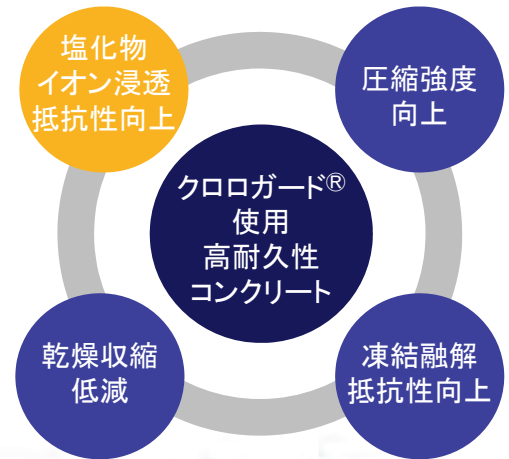 塩化物
イオン浸透
抵抗性向上
圧縮強度
向上
クロロガード®
使用
高耐久性
コンクリート
乾燥収縮
低減
凍結融解
抵抗性向上